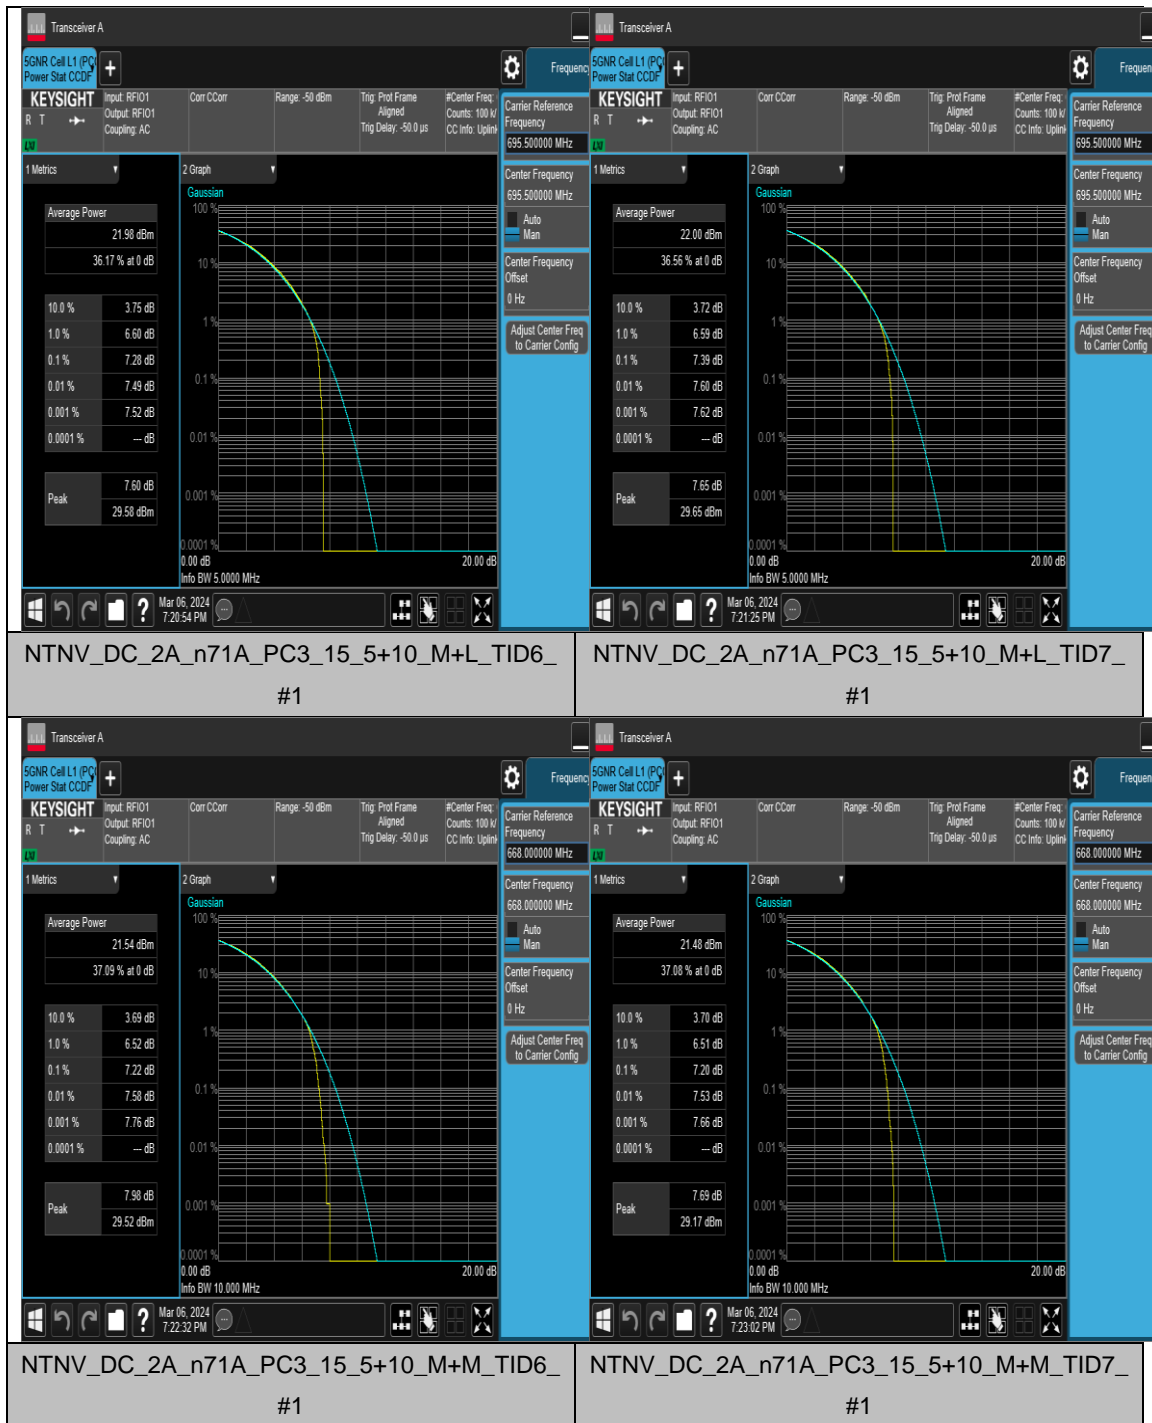 Transceiver A
5GNR Cell L1 (PC
Power Stat CCDF
Frequenc
KEYSIGHT
R T
LXI
Input: RFIO1
Output: RFIO1
Coupling: AC
Corr CCorr
Range: -50 dBm
Trig: Prot Frame
Aligned
Trig Delay: -50.0 µs
#Center Freq:
Counts: 100 k/
CC Info: Uplink
Carrier Reference
Frequency
695.500000 MHz
Center Frequency
695.500000 MHz
Auto
Man
Center Frequency
Offset
0 Hz
Adjust Center Freq
to Carrier Config
1 Metrics
Average Power
21.98 dBm
36.17 % at 0 dB
10.0 % 3.75 dB
1.0 % 6.60 dB
0.1 % 7.28 dB
0.01 % 7.49 dB
0.001 % 7.52 dB
0.0001 % --- dB
Peak
7.60 dB
29.58 dBm
2 Graph
Gaussian
100 %
10 %
1 %
0.1 %
0.01 %
0.001 %
0.0001 %
0.00 dB 20.00 dB
Info BW 5.0000 MHz
?
Mar 06, 2024
7:20:54 PM
Transceiver A
5GNR Cell L1 (PC
Power Stat CCDF
Frequen
KEYSIGHT
R T
LXI
Input: RFIO1
Output: RFIO1
Coupling: AC
Corr CCorr
Range: -50 dBm
Trig: Prot Frame
Aligned
Trig Delay: -50.0 µs
#Center Freq:
Counts: 100 k/
CC Info: Uplink
Carrier Reference
Frequency
695.500000 MHz
Center Frequency
695.500000 MHz
Auto
Man
Center Frequency
Offset
0 Hz
Adjust Center Freq
to Carrier Config
1 Metrics
Average Power
22.00 dBm
36.56 % at 0 dB
10.0 % 3.72 dB
1.0 % 6.59 dB
0.1 % 7.39 dB
0.01 % 7.60 dB
0.001 % 7.62 dB
0.0001 % --- dB
Peak
7.65 dB
29.65 dBm
2 Graph
Gaussian
100 %
10 %
1 %
0.1 %
0.01 %
0.001 %
0.0001 %
0.00 dB 20.00 dB
Info BW 5.0000 MHz
?
Mar 06, 2024
7:21:25 PM
NTNV_DC_2A_n71A_PC3_15_5+10_M+L_TID6_
#1
NTNV_DC_2A_n71A_PC3_15_5+10_M+L_TID7_
#1
Transceiver A
5GNR Cell L1 (PC
Power Stat CCDF
Frequenc
KEYSIGHT
R T
LXI
Input: RFIO1
Output: RFIO1
Coupling: AC
Corr CCorr
Range: -50 dBm
Trig: Prot Frame
Aligned
Trig Delay: -50.0 µs
#Center Freq:
Counts: 100 k/
CC Info: Uplink
Carrier Reference
Frequency
668.000000 MHz
Center Frequency
668.000000 MHz
Auto
Man
Center Frequency
Offset
0 Hz
Adjust Center Freq
to Carrier Config
1 Metrics
Average Power
21.54 dBm
37.09 % at 0 dB
10.0 % 3.69 dB
1.0 % 6.52 dB
0.1 % 7.22 dB
0.01 % 7.58 dB
0.001 % 7.76 dB
0.0001 % --- dB
Peak
7.98 dB
29.52 dBm
2 Graph
Gaussian
100 %
10 %
1 %
0.1 %
0.01 %
0.001 %
0.0001 %
0.00 dB 20.00 dB
Info BW 10.000 MHz
?
Mar 06, 2024
7:22:32 PM
Transceiver A
5GNR Cell L1 (PC
Power Stat CCDF
Frequen
KEYSIGHT
R T
LXI
Input: RFIO1
Output: RFIO1
Coupling: AC
Corr CCorr
Range: -50 dBm
Trig: Prot Frame
Aligned
Trig Delay: -50.0 µs
#Center Freq:
Counts: 100 k/
CC Info: Uplink
Carrier Reference
Frequency
668.000000 MHz
Center Frequency
668.000000 MHz
Auto
Man
Center Frequency
Offset
0 Hz
Adjust Center Freq
to Carrier Config
1 Metrics
Average Power
21.48 dBm
37.08 % at 0 dB
10.0 % 3.70 dB
1.0 % 6.51 dB
0.1 % 7.20 dB
0.01 % 7.53 dB
0.001 % 7.66 dB
0.0001 % --- dB
Peak
7.69 dB
29.17 dBm
2 Graph
Gaussian
100 %
10 %
1 %
0.1 %
0.01 %
0.001 %
0.0001 %
0.00 dB 20.00 dB
Info BW 10.000 MHz
?
Mar 06, 2024
7:23:02 PM
NTNV_DC_2A_n71A_PC3_15_5+10_M+M_TID6_
#1
NTNV_DC_2A_n71A_PC3_15_5+10_M+M_TID7_
#1